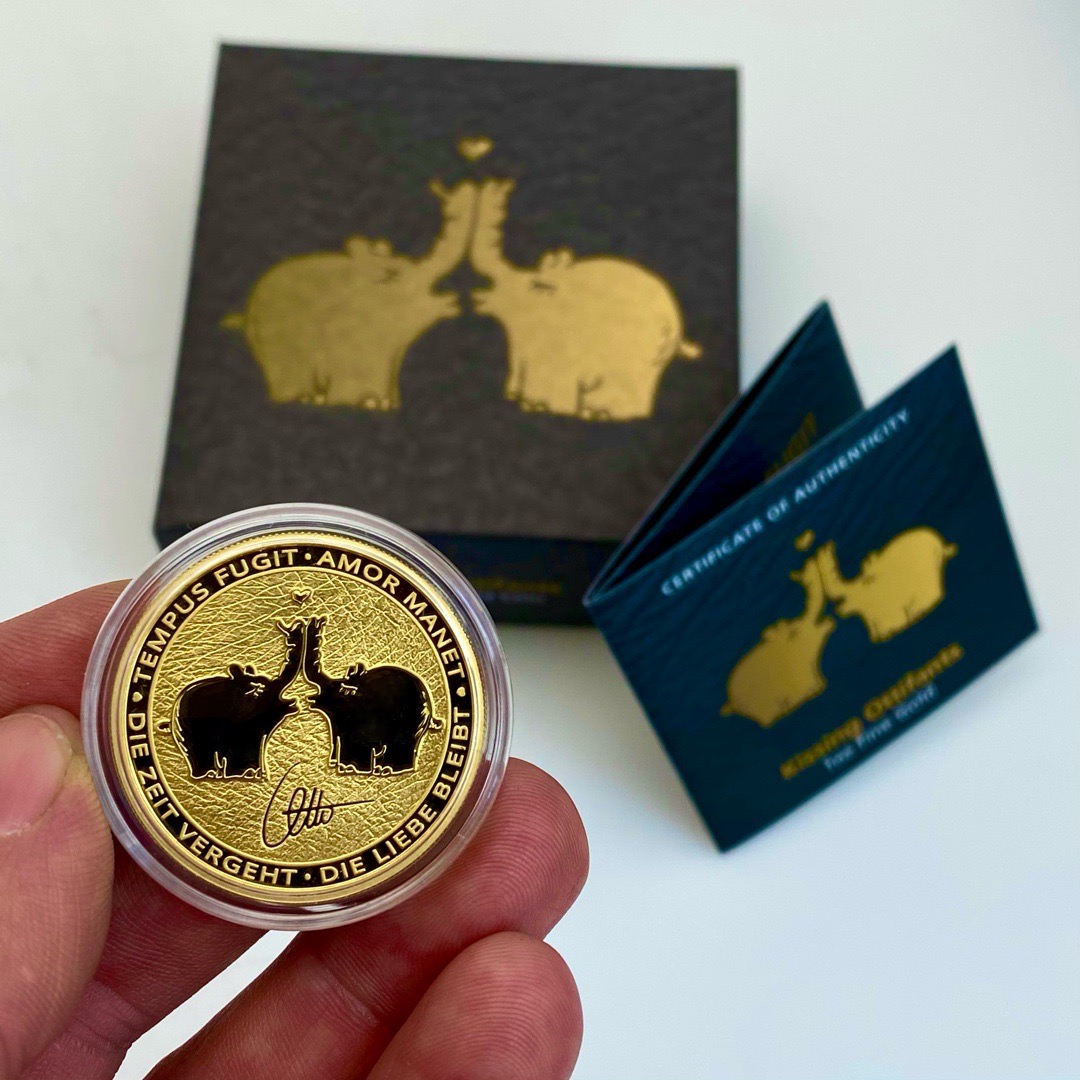 TEMPUS FUGIT • AMOR MANET •
DIE ZEIT VERGEHT • DIE LIEBE BLEIBT
Otto
CERTIFICATE OF AUTHENTICITY
Kissing Ottifants
1oz Fine Gold
Ottifants